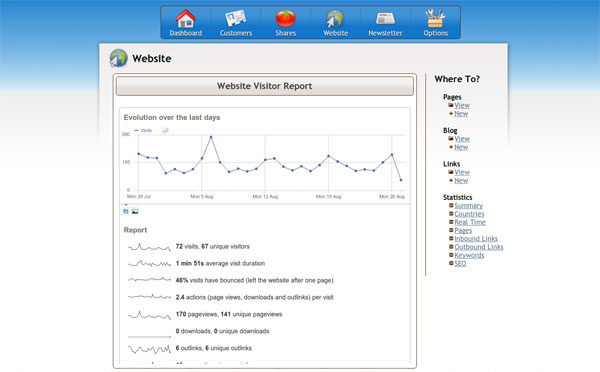 Dashboard
Customers
Shares
Website
Newsletter
Options
Website
Website Visitor Report
Evolution over the last days
Visits
390
195
0
Mon 29 Jul
Mon 5 Aug
Mon 12 Aug
Mon 19 Aug
Mon 26 Aug
Report
72 visits, 67 unique visitors
1 min 51s average visit duration
46% visits have bounced (left the website after one page)
2.4 actions (page views, downloads and outlinks) per visit
170 pageviews, 141 unique pageviews
0 downloads, 0 unique downloads
6 outlinks, 6 unique outlinks
Where To?
Pages
View
New
Blog
View
New
Links
View
New
Statistics
Summary
Countries
Real Time
Pages
Inbound Links
Outbound Links
Keywords
SEO